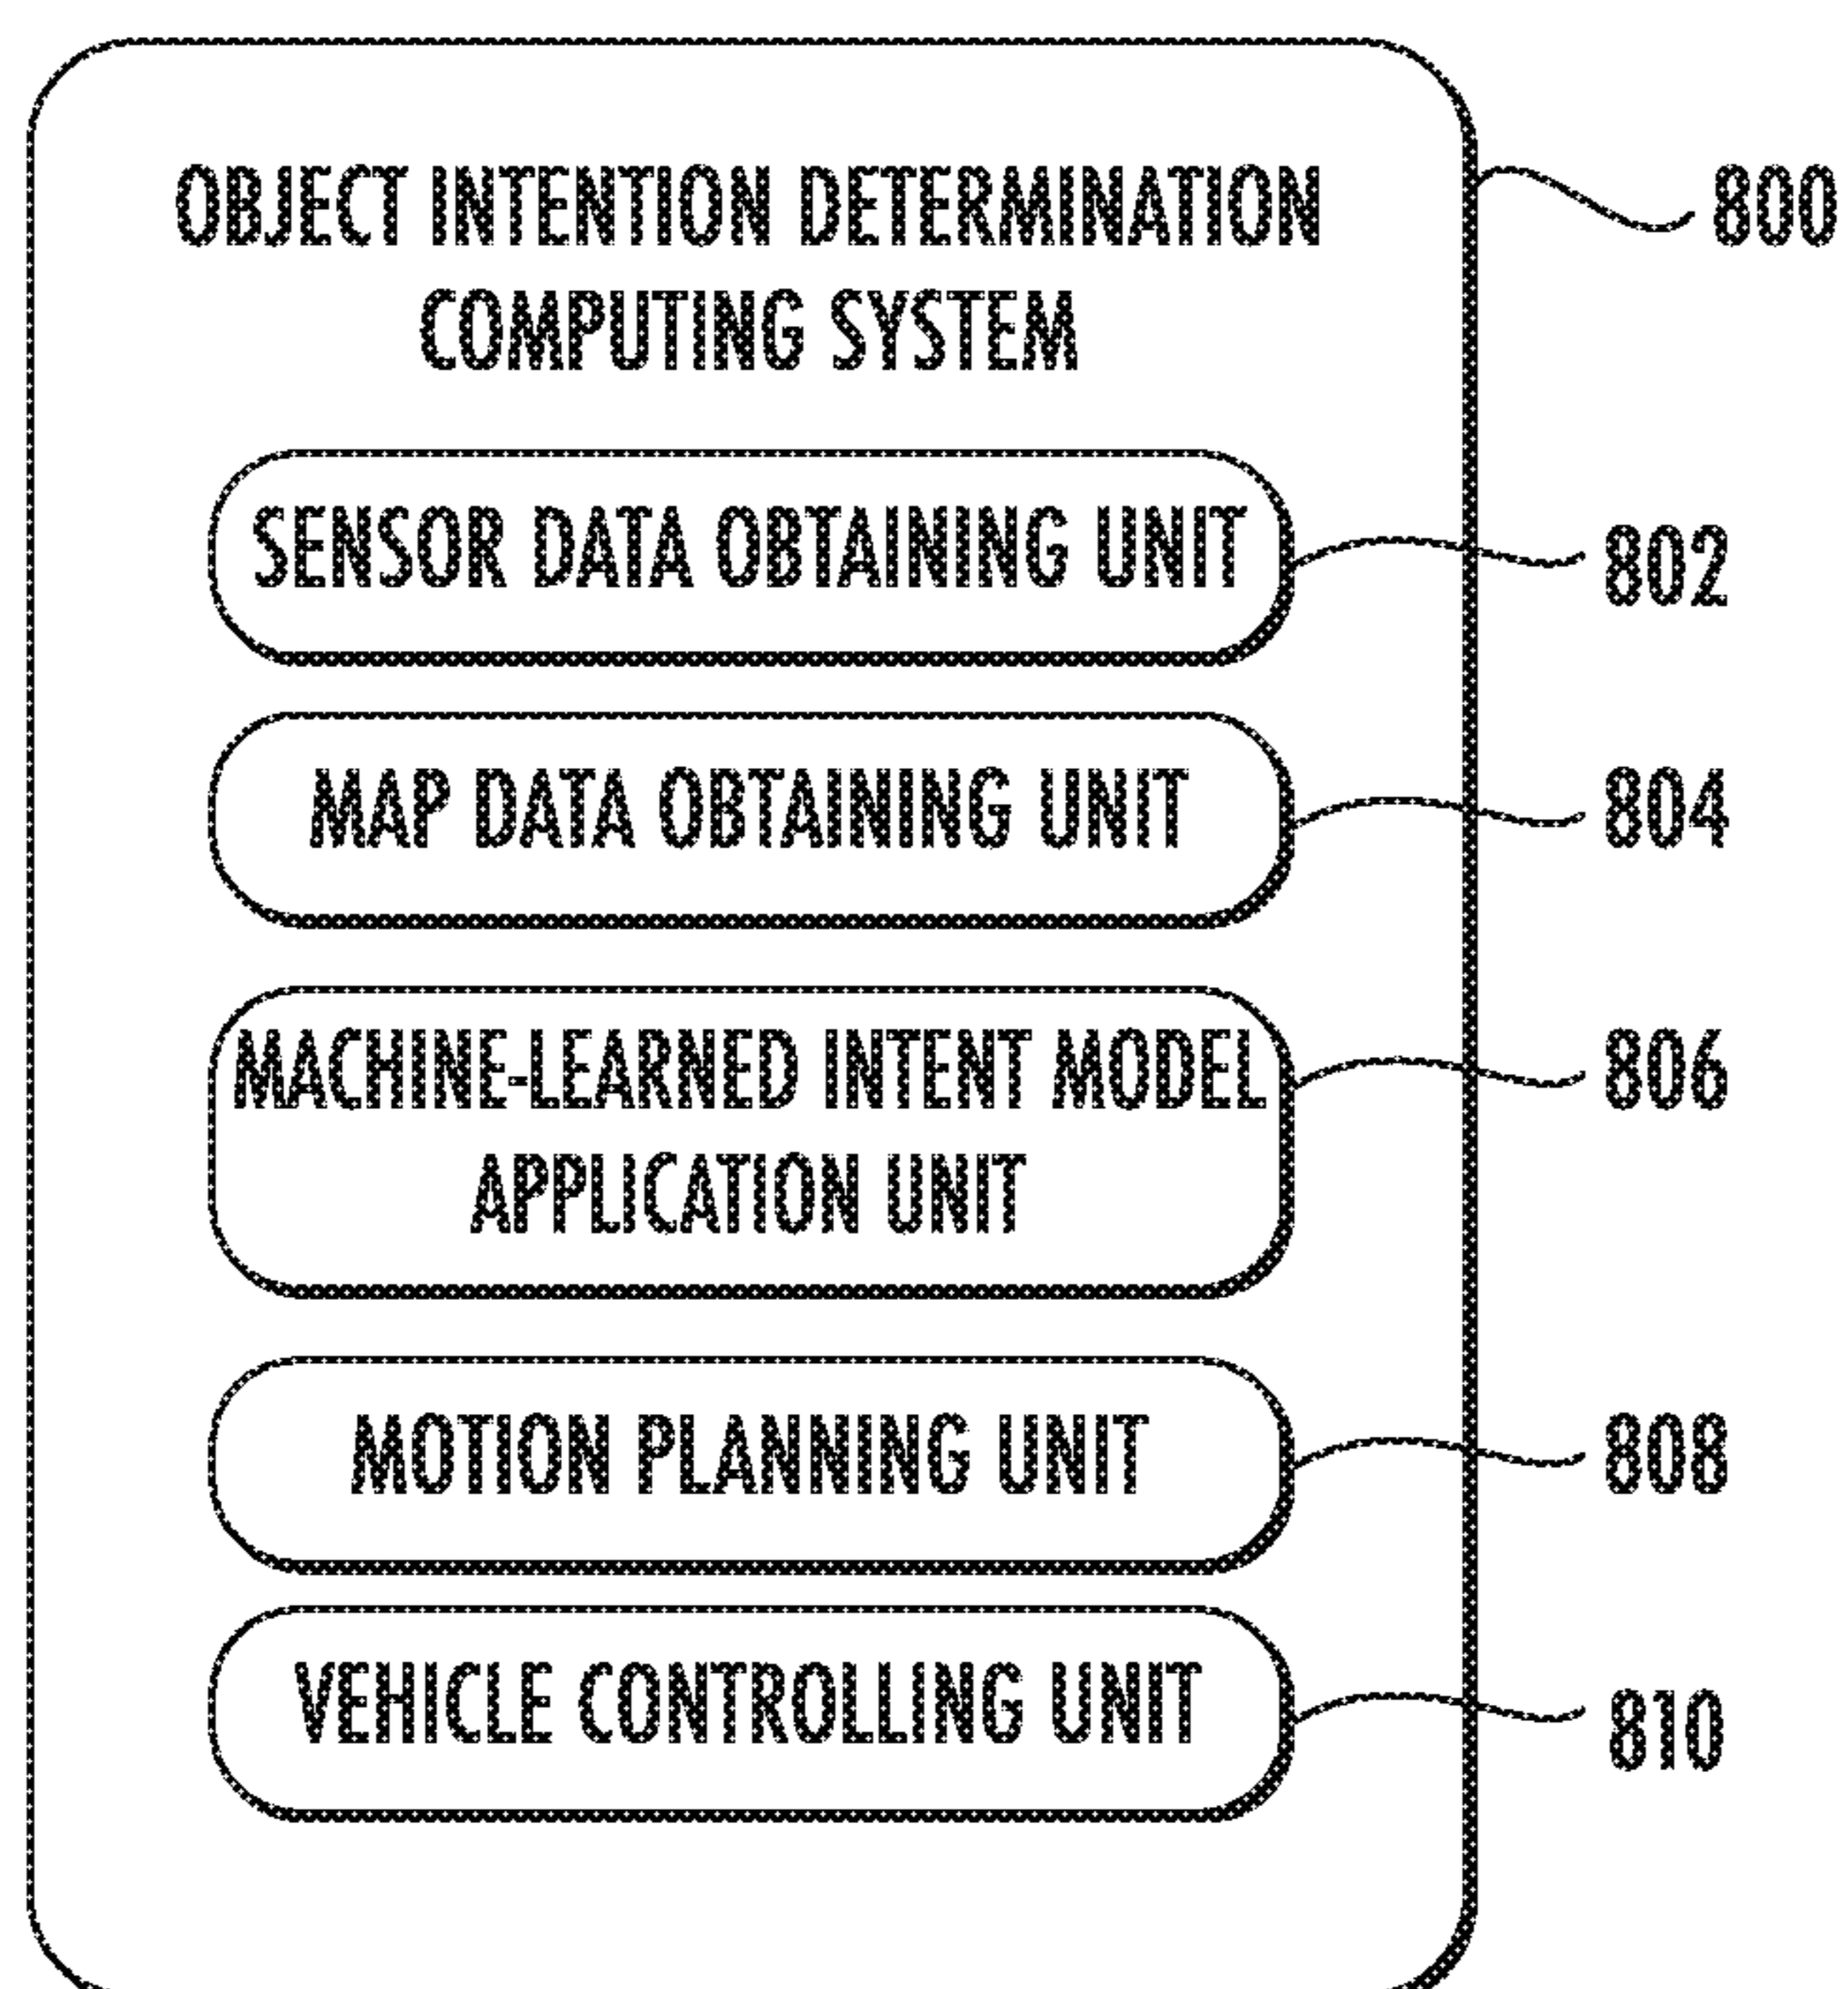 OBJECT INTENTION DETERMINATION
COMPUTING SYSTEM
800
SENSOR DATA OBTAINING UNIT
802
MAP DATA OBTAINING UNIT
804
MACHINE-LEARNED INTENT MODEL
APPLICATION UNIT
806
MOTION PLANNING UNIT
808
VEHICLE CONTROLLING UNIT
810